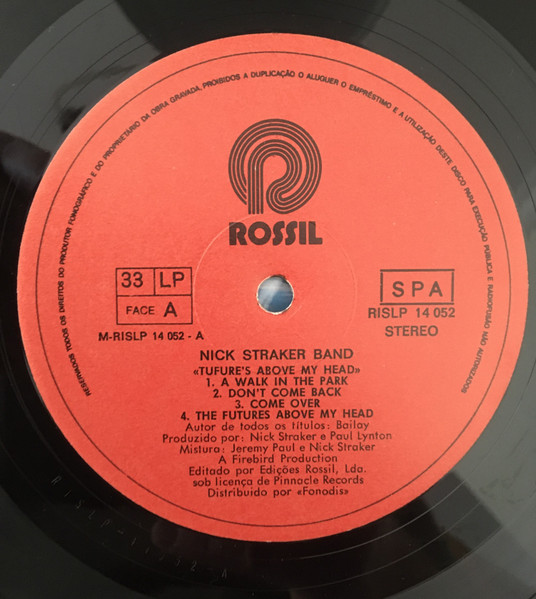 RESERVADOS TODOS OS DIREITOS DO PRODUTOR FONOGRÁFICO E DO PROPRIETÁRIO DA OBRA GRAVADA. PROIBIDOS A DUPLICAÇÃO O ALUGUER O EMPRÉSTIMO E A UTILIZAÇÃO DESTE DISCO PARA EXECUÇÃO PUBLICA E RADIOFUSÃO NÃO AUTORIZADOS
ROSSIL
33 LP
FACE A
M-RISLP 14 052 - A
SPA
RISLP 14 052
STEREO
NICK STRAKER BAND
«TUFURE'S ABOVE MY HEAD»
1. A WALK IN THE PARK
2. DON'T COME BACK
3. COME OVER
4. THE FUTURES ABOVE MY HEAD
Autor de todos os títulos: Bailay
Produzido por: Nick Straker e Paul Lynton
Mistura: Jeremy Paul e Nick Straker
A Firebird Production
Editado por Edições Rossil, Lda.
sob licença de Pinnacle Records
Distribuido por «Fonodis»